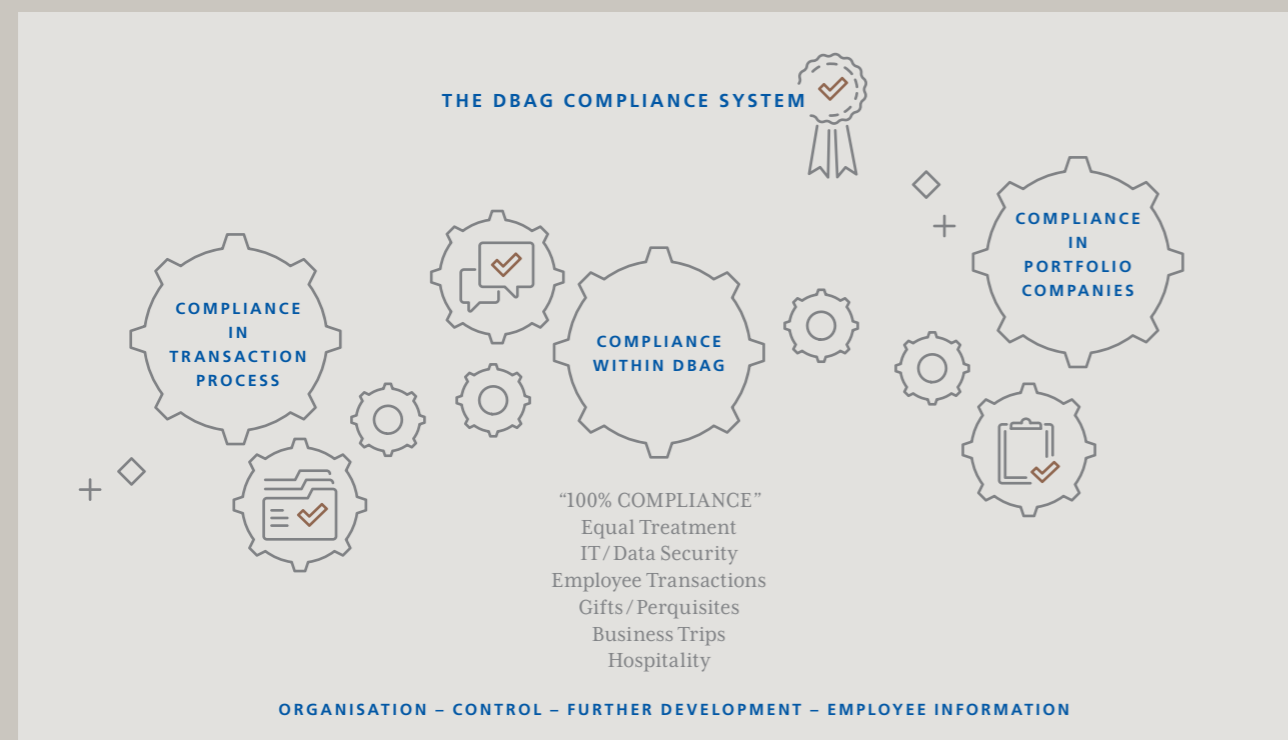 THE DBAG COMPLIANCE SYSTEM
COMPLIANCE
IN
TRANSACTION
PROCESS
COMPLIANCE
WITHIN DBAG
COMPLIANCE
IN
PORTFOLIO
COMPANIES
“100% COMPLIANCE”
Equal Treatment
IT/Data Security
Employee Transactions
Gifts/Perquisites
Business Trips
Hospitality
ORGANISATION – CONTROL – FURTHER DEVELOPMENT – EMPLOYEE INFORMATION